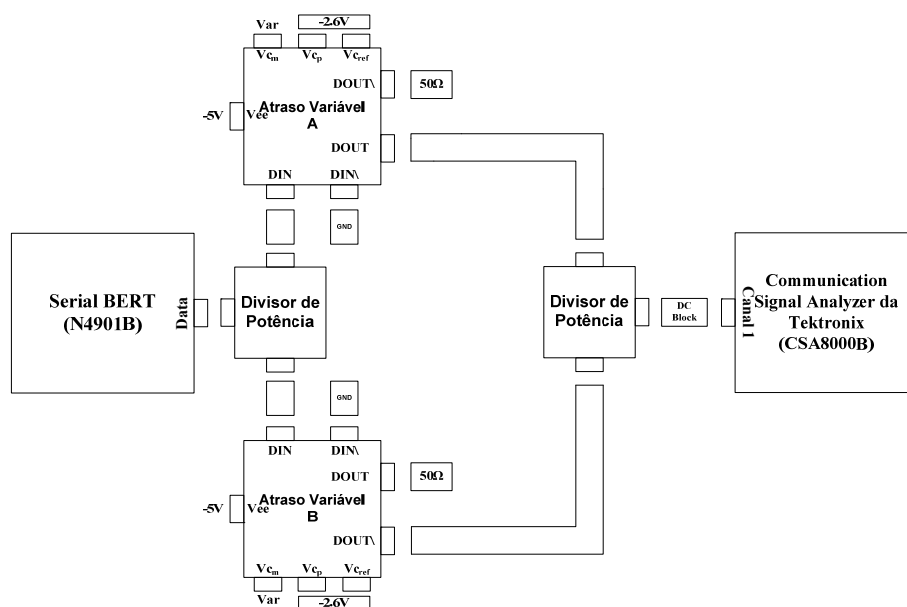 Var
-2.6V
Vcm
Vcp
Vcref
DOUT\
50Ω
-5V
Vee
Atraso Variável
A
DOUT
DIN
DIN\
GND
Serial BERT
(N4901B)
Data
Divisor de
Potência
Divisor de
Potência
DC
Block
Canal 1
Communication
Signal Analyzer da
Tektronix
(CSA8000B)
GND
DIN
DIN\
DOUT
50Ω
-5V
Vee
Atraso Variável
B
DOUT\
Vcm
Vcp
Vcref
Var
-2.6V